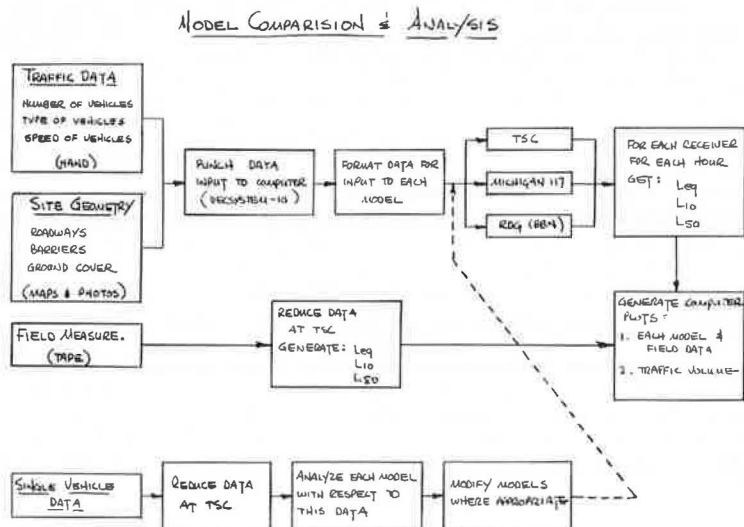 MODEL COMPARISION & ANALYSIS
TRAFFIC DATA
NUMBER OF VEHICLES
TYPE OF VEHICLES
SPEED OF VEHICLES
(HAND)
SITE GEOMETRY
ROADWAYS
BARRIERS
GROUND COVER
(MAPS & PHOTOS)
PUNCH DATA
INPUT TO COMPUTER
(DECSYSTEM-10)
FORMAT DATA FOR
INPUT TO EACH
MODEL
TSC
MICHIGAN 117
RDG (BBN)
FOR EACH RECEIVER
FOR EACH HOUR
GET:
Leq
L10
L50
FIELD MEASURE.
(TAPE)
REDUCE DATA
AT TSC
GENERATE: Leq
L10
L50
GENERATE COMPUTER
PLOTS:
1. EACH MODEL &
FIELD DATA
2. TRAFFIC VOLUME
SINGLE VEHICLE
DATA
REDUCE DATA
AT TSC
ANALYZE EACH MODEL
WITH RESPECT TO
THIS DATA
MODIFY MODELS
WHERE APPROPRIATE